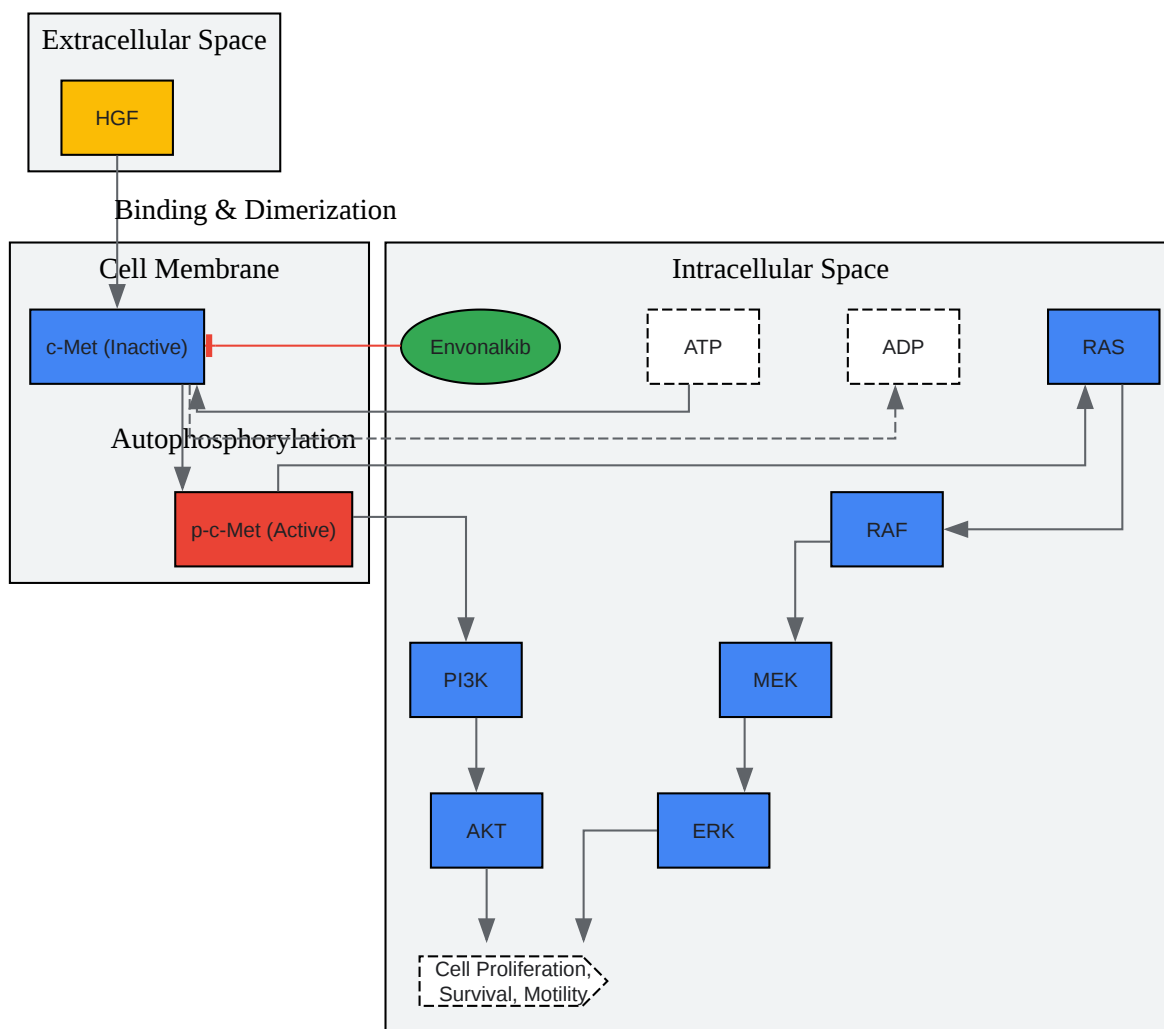 Extracellular Space
HGF
Binding & Dimerization
Cell Membrane
Intracellular Space
c-Met (Inactive)
Envonalkib
ATP
ADP
RAS
Autophosphorylation
p-c-Met (Active)
RAF
PI3K
MEK
AKT
ERK
Cell Proliferation,
Survival, Motility